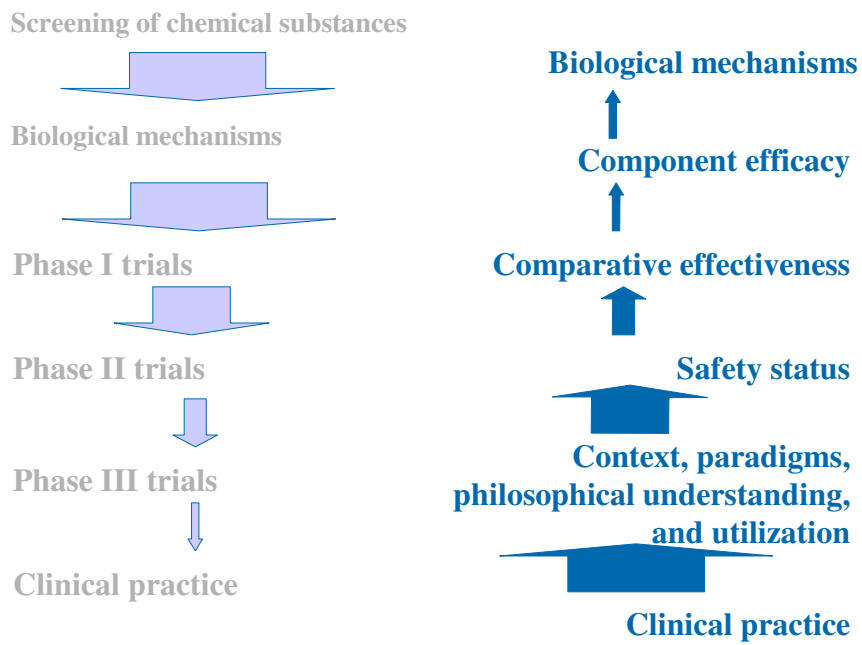 Screening of chemical substances
Biological mechanisms
Phase I trials
Phase II trials
Phase III trials
Clinical practice
Biological mechanisms
Component efficacy
Comparative effectiveness
Safety status
Context, paradigms,
philosophical understanding,
and utilization
Clinical practice